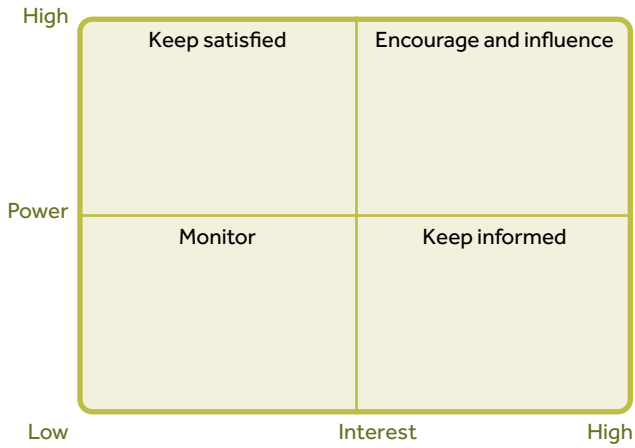 High
Keep satisfied
Encourage and influence
Power
Monitor
Keep informed
Low
Interest
High